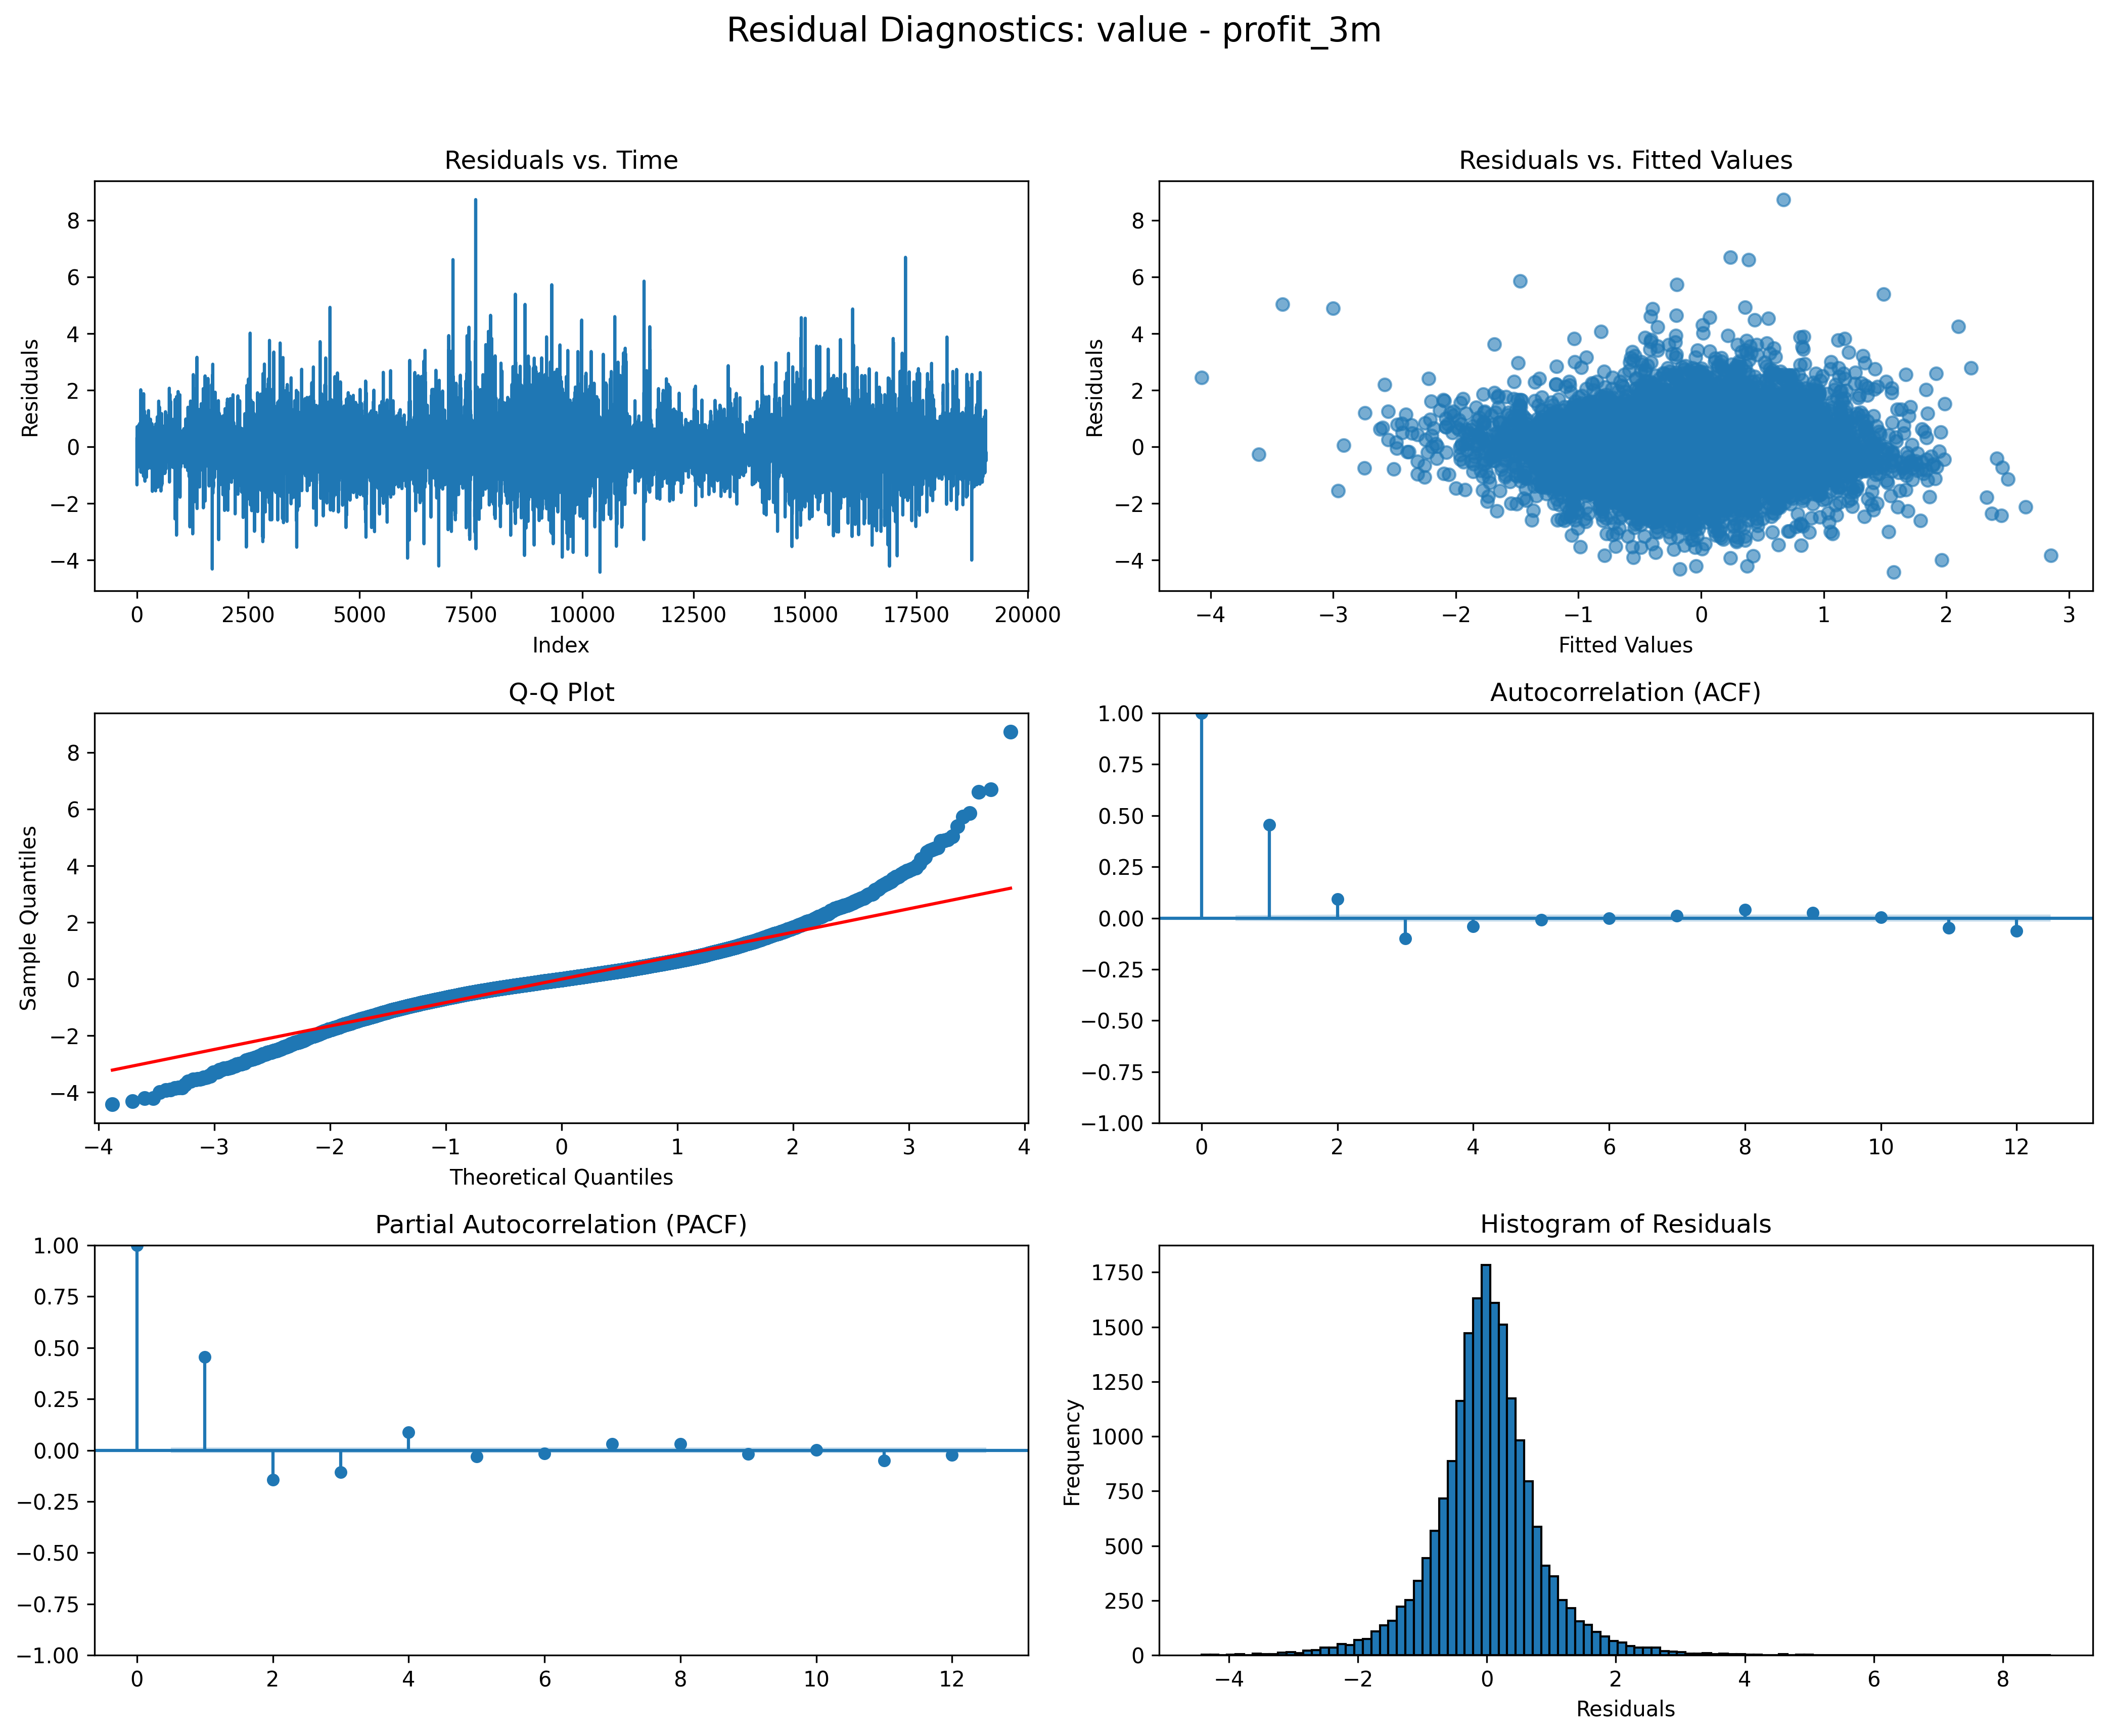 Residual Diagnostics: value - profit_3m
Residuals vs. Time
8
6
4
2
0
−2
−4
Residuals
0 2500 5000 7500 10000 12500 15000 17500 20000
Index
Residuals vs. Fitted Values
8
6
4
2
0
−2
−4
Residuals
−4 −3 −2 −1 0 1 2 3
Fitted Values
Q-Q Plot
8
6
4
2
0
−2
−4
Sample Quantiles
−4 −3 −2 −1 0 1 2 3 4
Theoretical Quantiles
Autocorrelation (ACF)
1.00
0.75
0.50
0.25
0.00
−0.25
−0.50
−0.75
−1.00
0 2 4 6 8 10 12
Partial Autocorrelation (PACF)
1.00
0.75
0.50
0.25
0.00
−0.25
−0.50
−0.75
−1.00
0 2 4 6 8 10 12
Histogram of Residuals
1750
1500
1250
1000
750
500
250
0
Frequency
−4 −2 0 2 4 6 8
Residuals